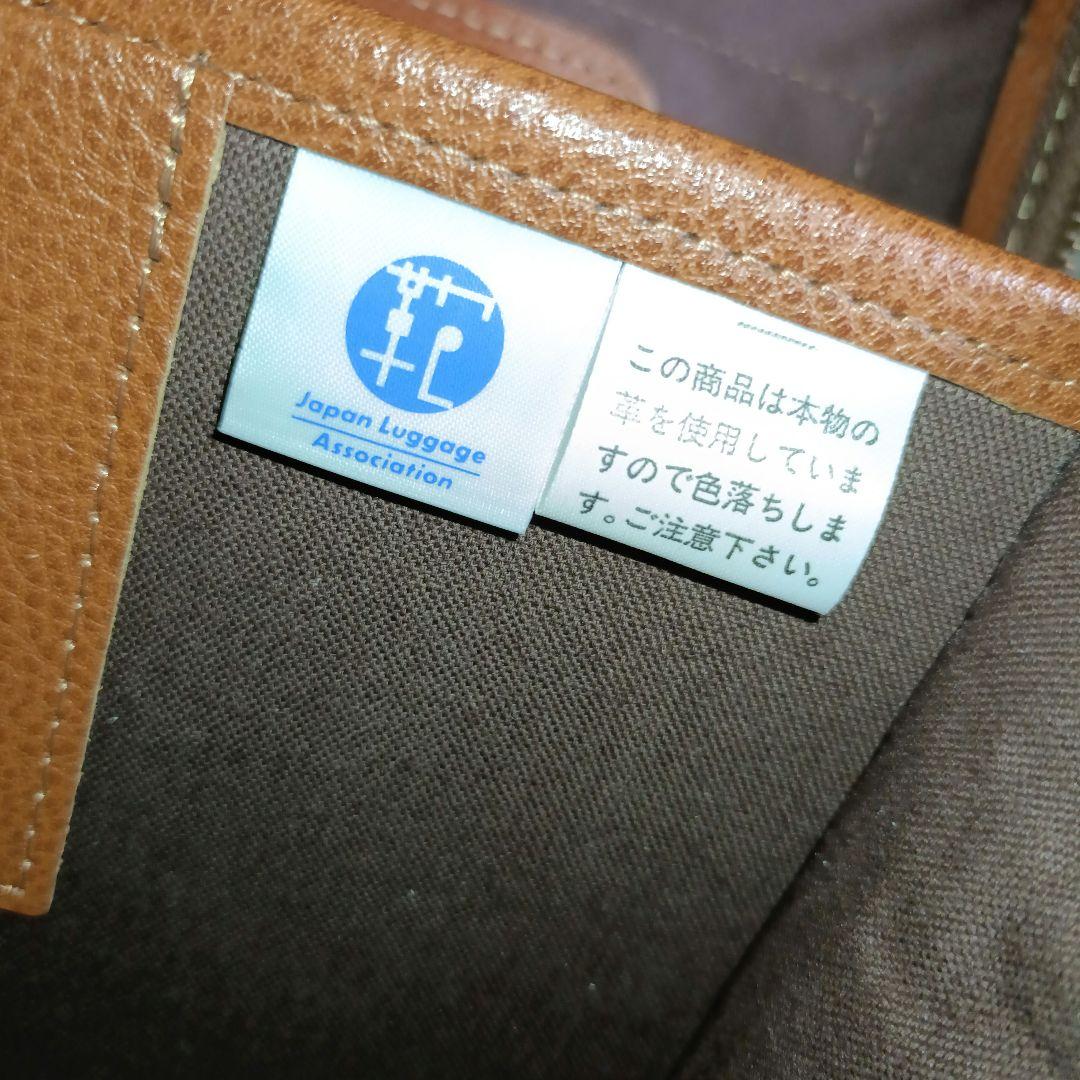 鞄
Japan Luggage
Association
この商品は本物の
革を使用していま
すので色落ちしま
す。ご注意下さい。